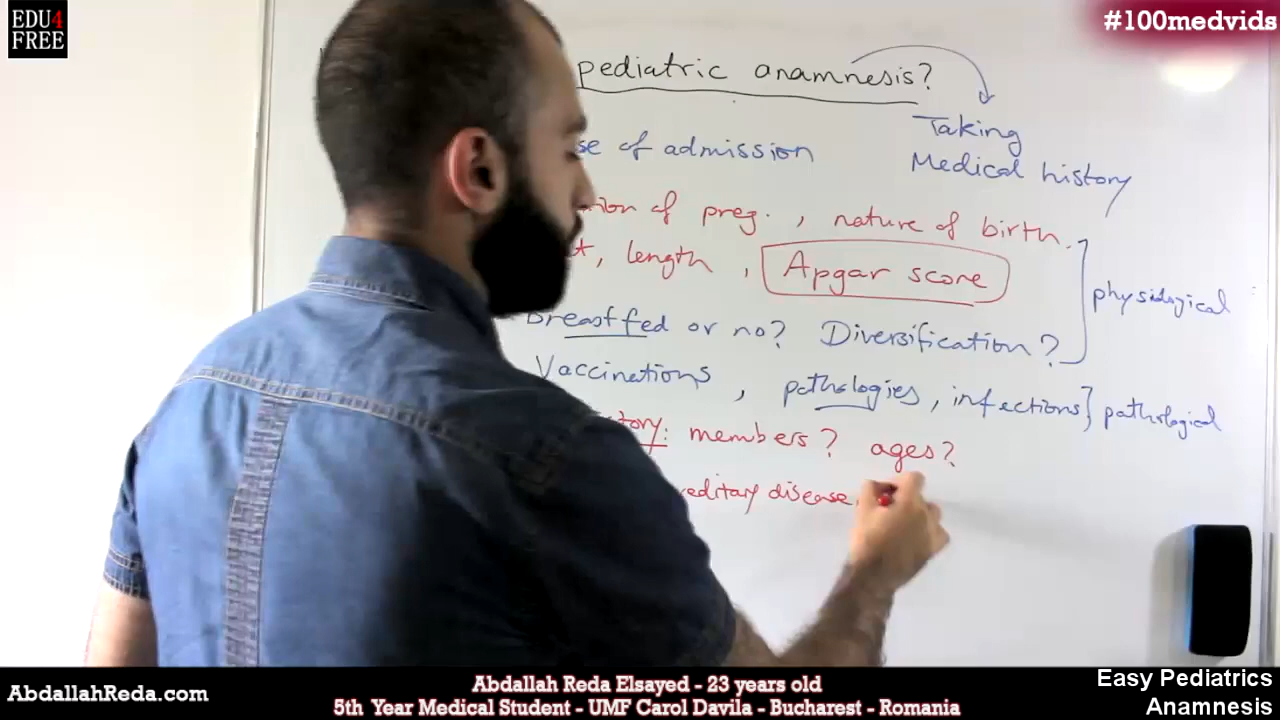 EDU4
FREE
#100medvids
pediatric anamnesis?
Taking
Medical history
of admission
of preg. , nature of birth.
, length , Apgar score
physiological
Breastfed or no? Diversification?
Vaccinations , pathologies, infections} pathological
members? ages?
disease,
AbdallahReda.com
Abdallah Reda Elsayed - 23 years old
5th Year Medical Student - UMF Carol Davila - Bucharest - Romania
Easy Pediatrics
Anamnesis